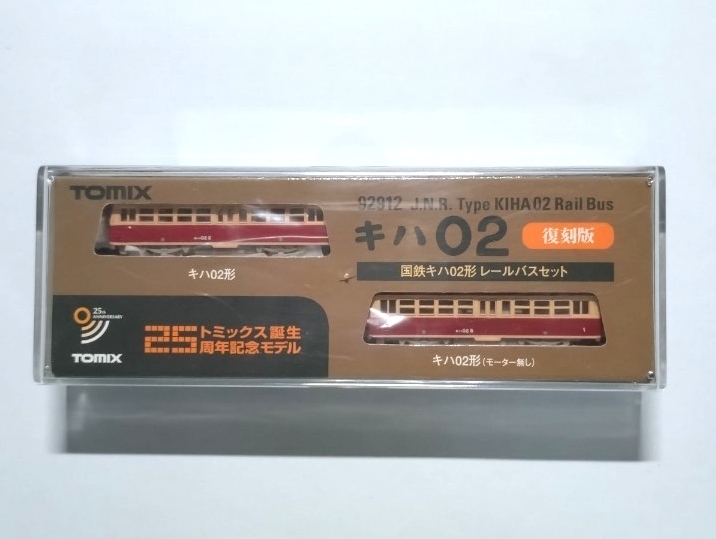 TOMIX
92912 J.N.R. Type KIHA02 Rail Bus
キハ02 復刻版
国鉄キハ02形 レールバスセット
キハ02形
25th
ANNIVERSARY
TOMIX
25 トミックス誕生
周年記念モデル
1
キハ02形(モーター無し)